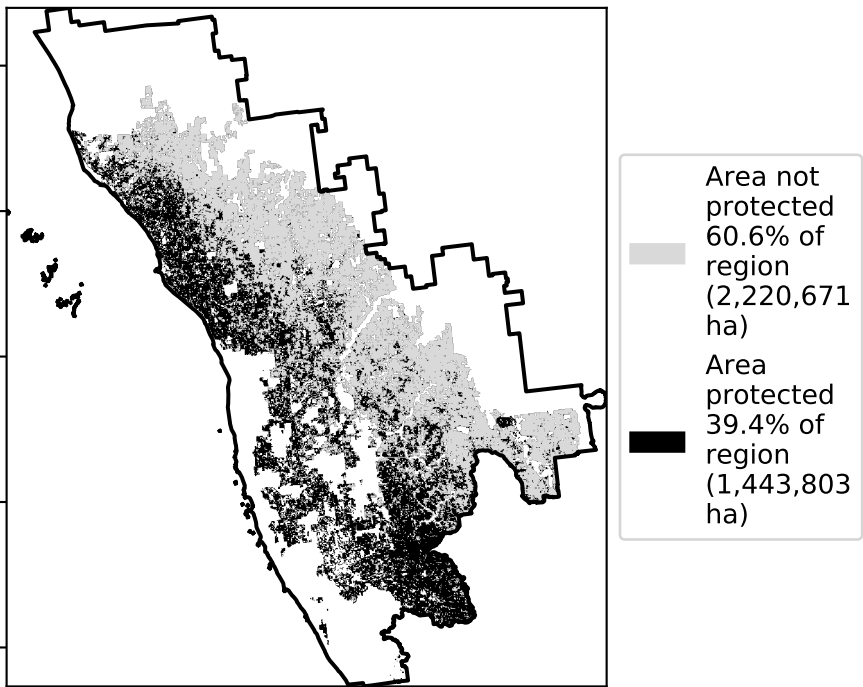 Area not
protected
60.6% of
region
(2,220,671
ha)
Area
protected
39.4% of
region
(1,443,803
ha)